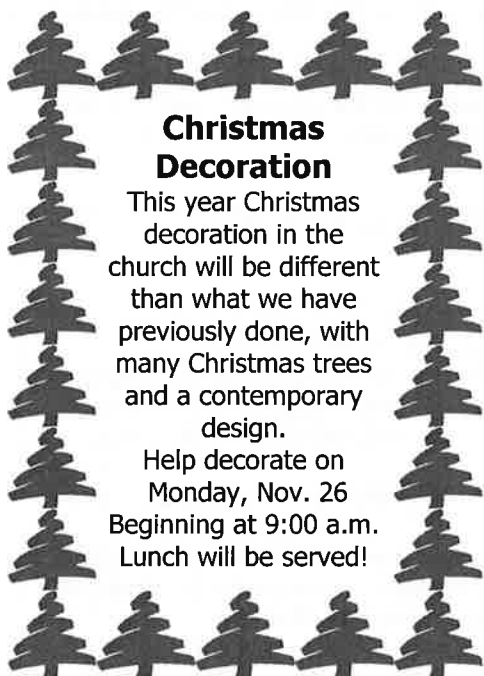 Christmas
Decoration
This year Christmas
decoration in the
church will be different
than what we have
previously done, with
many Christmas trees
and a contemporary
design.
Help decorate on
Monday, Nov. 26
Beginning at 9:00 a.m.
Lunch will be served!